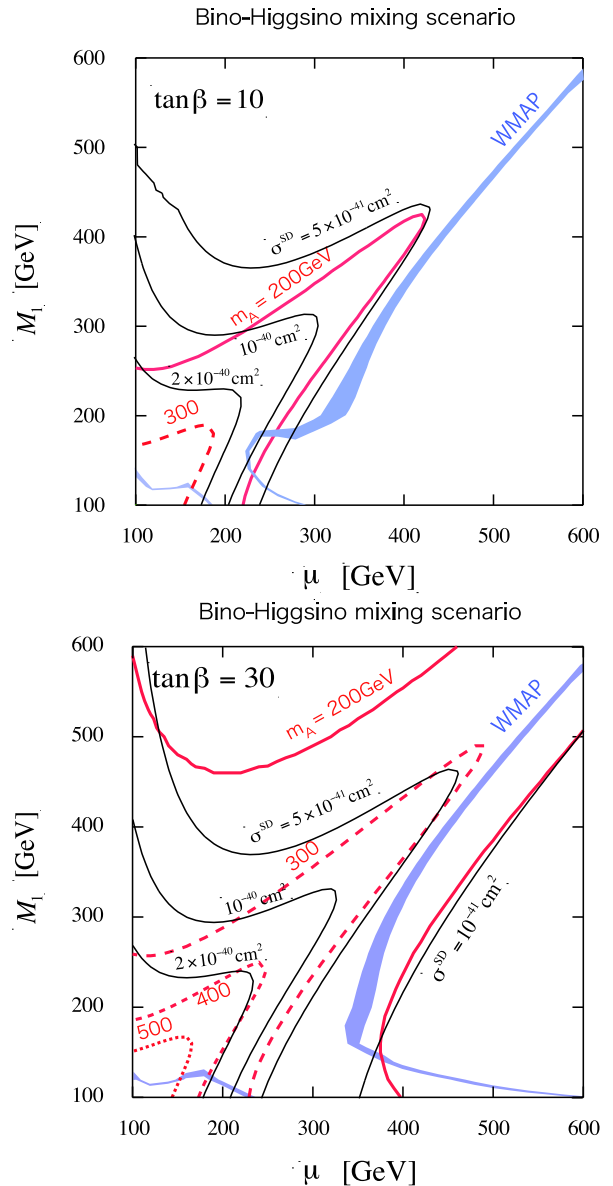 Bino-Higgsino mixing scenario
600
tanβ = 10
WMAP
500
σ^SD = 5×10^−41 cm^2
M_1 [GeV]
400
m_A = 200GeV
300
10^−40 cm^2
2×10^−40 cm^2
200
300
100
100 200 300 400 500 600
μ [GeV]
Bino-Higgsino mixing scenario
600
tanβ = 30
m_A = 200GeV
WMAP
500
σ^SD = 5×10^−41 cm^2
M_1 [GeV]
400
300
10^−40 cm^2
300
2×10^−40 cm^2
σ^SD = 10^−41 cm^2
400
200
500
100
100 200 300 400 500 600
μ [GeV]